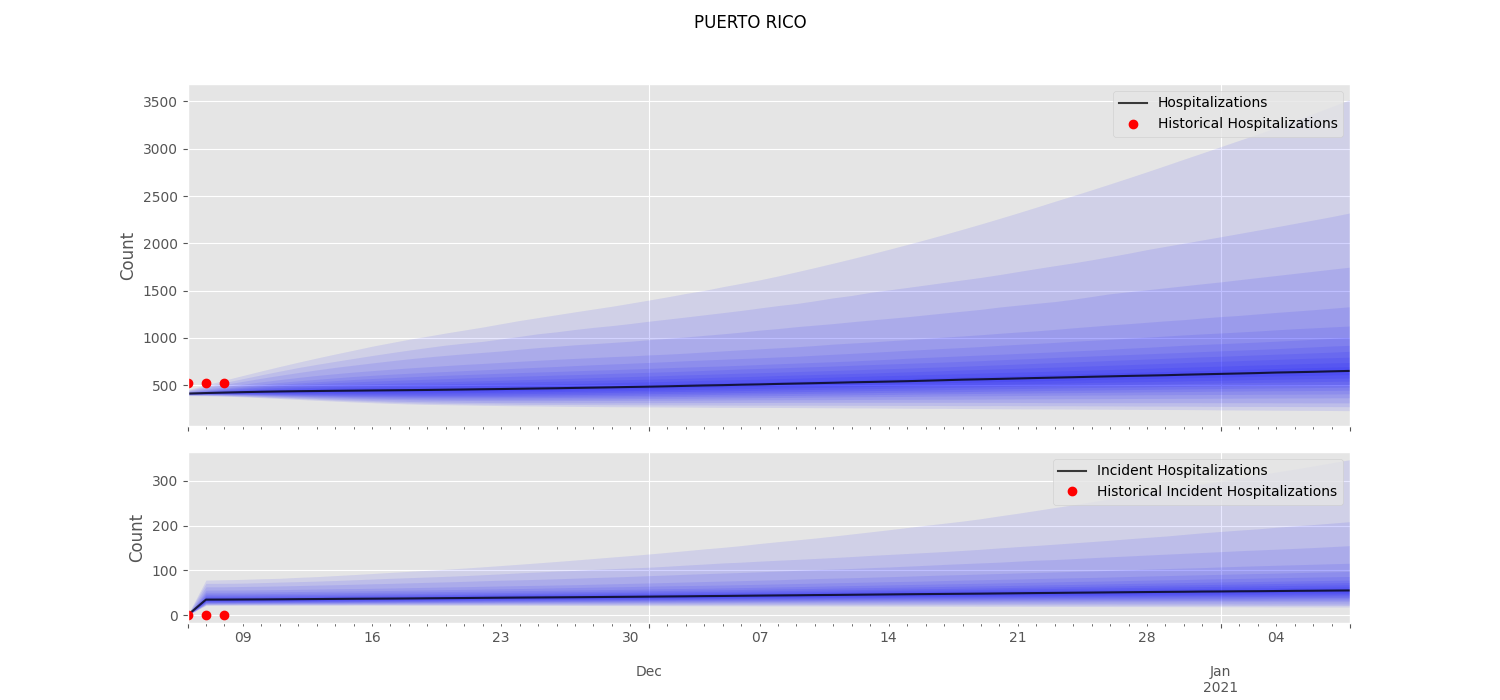 PUERTO RICO
Hospitalizations
Historical Hospitalizations
Count
3500
3000
2500
2000
1500
1000
500
Incident Hospitalizations
Historical Incident Hospitalizations
Count
300
200
100
0
09 16 23 30 07 14 21 28 04
Dec Jan
2021